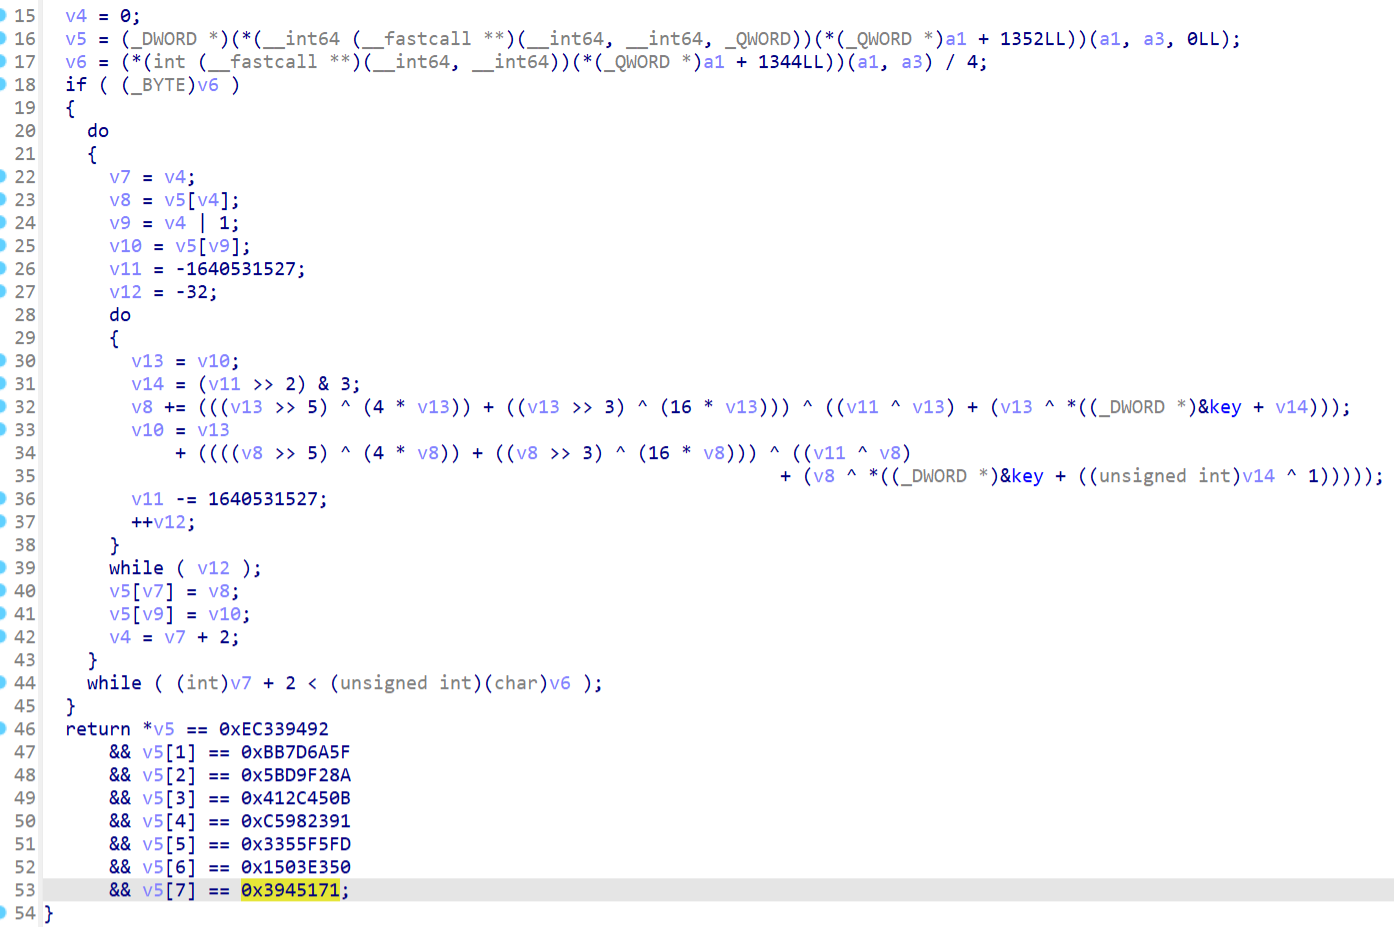 15 v4 = 0;
16 v5 = (_DWORD *)(*(__int64 (__fastcall **)(__int64, __int64, _QWORD))(*(_QWORD *)a1 + 1352LL))(a1, a3, 0LL);
17 v6 = (*(int (__fastcall **)(__int64, __int64))(*(_QWORD *)a1 + 1344LL))(a1, a3) / 4;
18 if ( (_BYTE)v6 )
19 {
20 do
21 {
22 v7 = v4;
23 v8 = v5[v4];
24 v9 = v4 | 1;
25 v10 = v5[v9];
26 v11 = -1640531527;
27 v12 = -32;
28 do
29 {
30 v13 = v10;
31 v14 = (v11 >> 2) & 3;
32 v8 += (((v13 >> 5) ^ (4 * v13)) + ((v13 >> 3) ^ (16 * v13))) ^ ((v11 ^ v13) + (v13 ^ *((_DWORD *)&key + v14)));
33 v10 = v13
34 + ((((v8 >> 5) ^ (4 * v8)) + ((v8 >> 3) ^ (16 * v8))) ^ ((v11 ^ v8)
35 + (v8 ^ *((_DWORD *)&key + ((unsigned int)v14 ^ 1)))));
36 v11 -= 1640531527;
37 ++v12;
38 }
39 while ( v12 );
40 v5[v7] = v8;
41 v5[v9] = v10;
42 v4 = v7 + 2;
43 }
44 while ( (int)v7 + 2 < (unsigned int)(char)v6 );
45 }
46 return *v5 == 0xEC339492
47 && v5[1] == 0xBB7D6A5F
48 && v5[2] == 0x5BD9F28A
49 && v5[3] == 0x412C450B
50 && v5[4] == 0xC5982391
51 && v5[5] == 0x3355F5FD
52 && v5[6] == 0x1503E350
53 && v5[7] == 0x3945171;
54 }